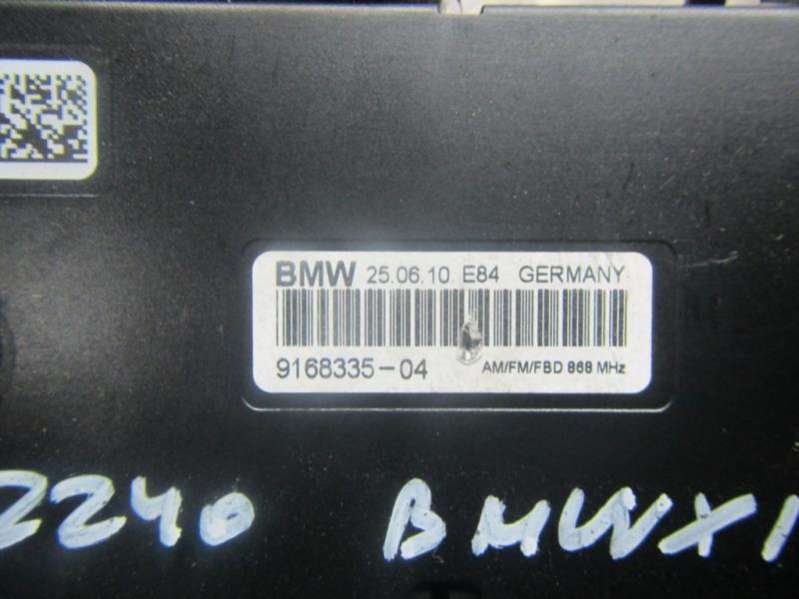 BMW 25.06.10 E84 GERMANY
9168335-04 AM/FM/FBD 868 MHz
2240 BMWX1